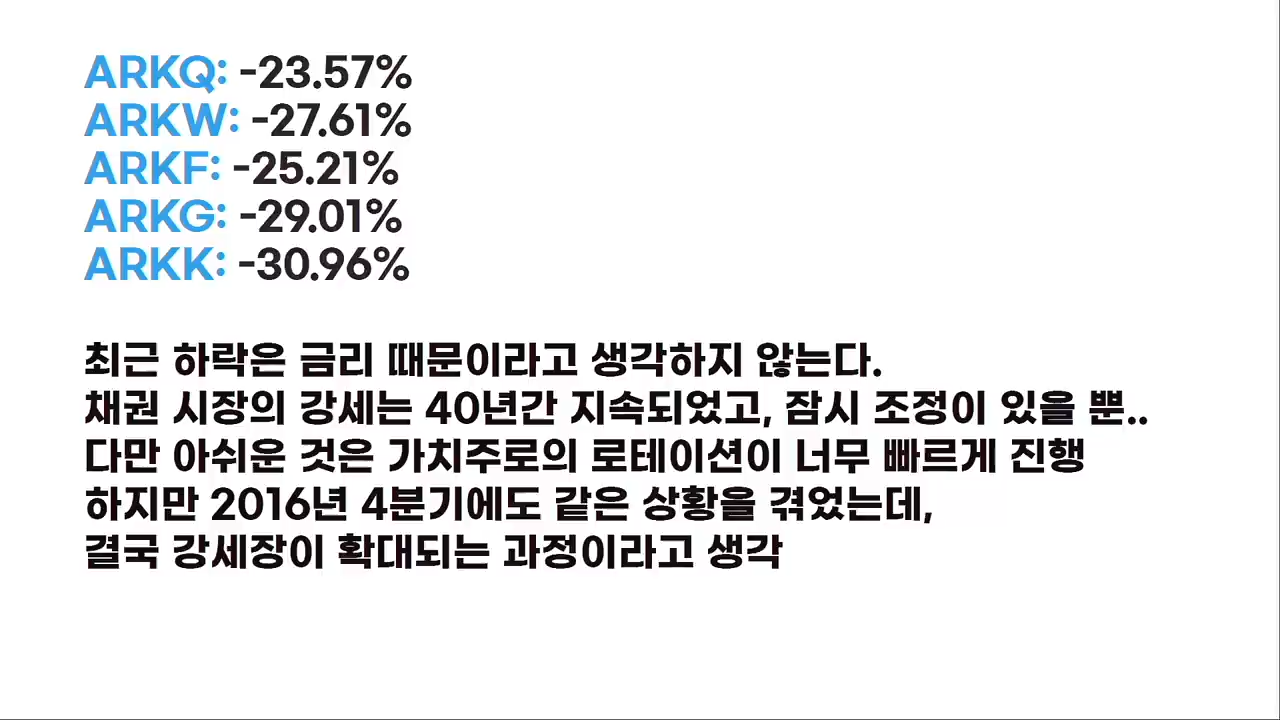 ARKQ: -23.57%
ARKW: -27.61%
ARKF: -25.21%
ARKG: -29.01%
ARKK: -30.96%
최근 하락은 금리 때문이라고 생각하지 않는다.
채권 시장의 강세는 40년간 지속되었고, 잠시 조정이 있을 뿐..
다만 아쉬운 것은 가치주로의 로테이션이 너무 빠르게 진행
하지만 2016년 4분기에도 같은 상황을 겪었는데,
결국 강세장이 확대되는 과정이라고 생각